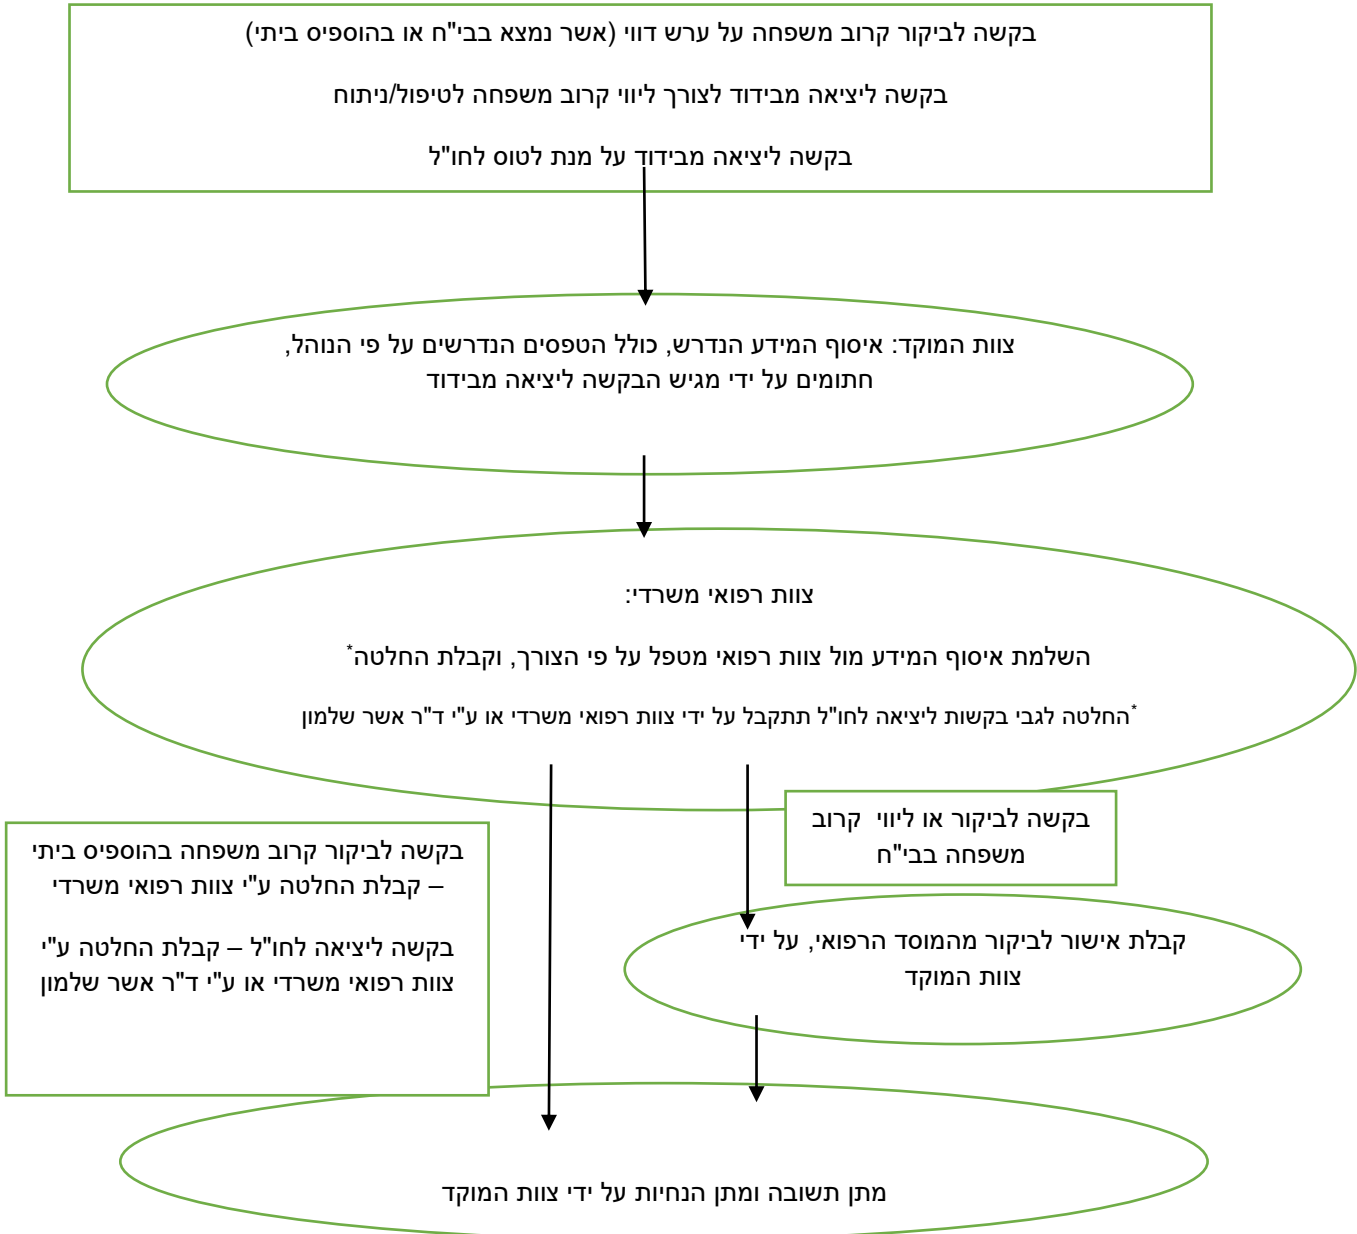 בקשה לביקור קרוב משפחה על ערש דווי (אשר נמצא בבי"ח או בהוספיס ביתי)
בקשה ליציאה מבידוד לצורך ליווי קרוב משפחה לטיפול/ניתוח
בקשה ליציאה מבידוד על מנת לטוס לחו"ל
צוות המוקד: איסוף המידע הנדרש, כולל הטפסים הנדרשים על פי הנוהל,
חתומים על ידי מגיש הבקשה ליציאה מבידוד
צוות רפואי משרדי:
השלמת איסוף המידע מול צוות רפואי מטפל על פי הצורך, וקבלת החלטה*
*החלטה לגבי בקשות ליציאה לחו"ל תתקבל על ידי צוות רפואי משרדי או ע"י ד"ר אשר שלמון
בקשה לביקור או ליווי  קרוב
משפחה בבי"ח
בקשה לביקור קרוב משפחה בהוספיס ביתי
– קבלת החלטה ע"י צוות רפואי משרדי
בקשה ליציאה לחו"ל – קבלת החלטה ע"י
צוות רפואי משרדי או ע"י ד"ר אשר שלמון
קבלת אישור לביקור מהמוסד הרפואי, על ידי
צוות המוקד
מתן תשובה ומתן הנחיות על ידי צוות המוקד